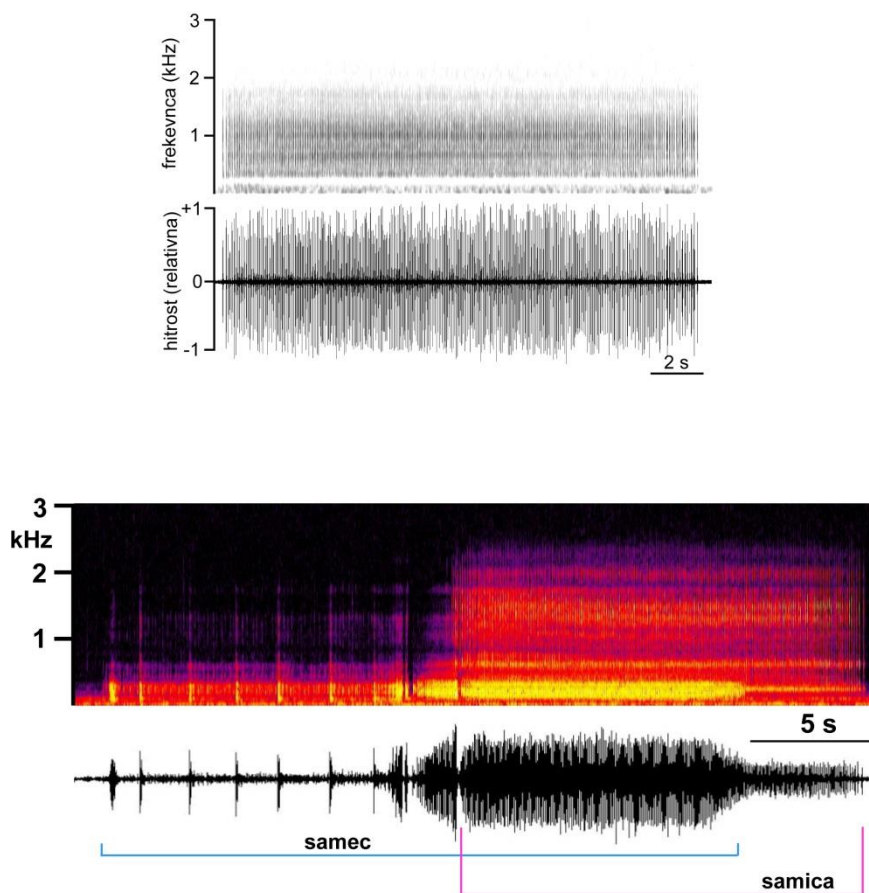 3
2
1
frekevnca (kHz)
+1
0
-1
hitrost (relativna)
2 s
3
kHz
2
1
5 s
samec
samica